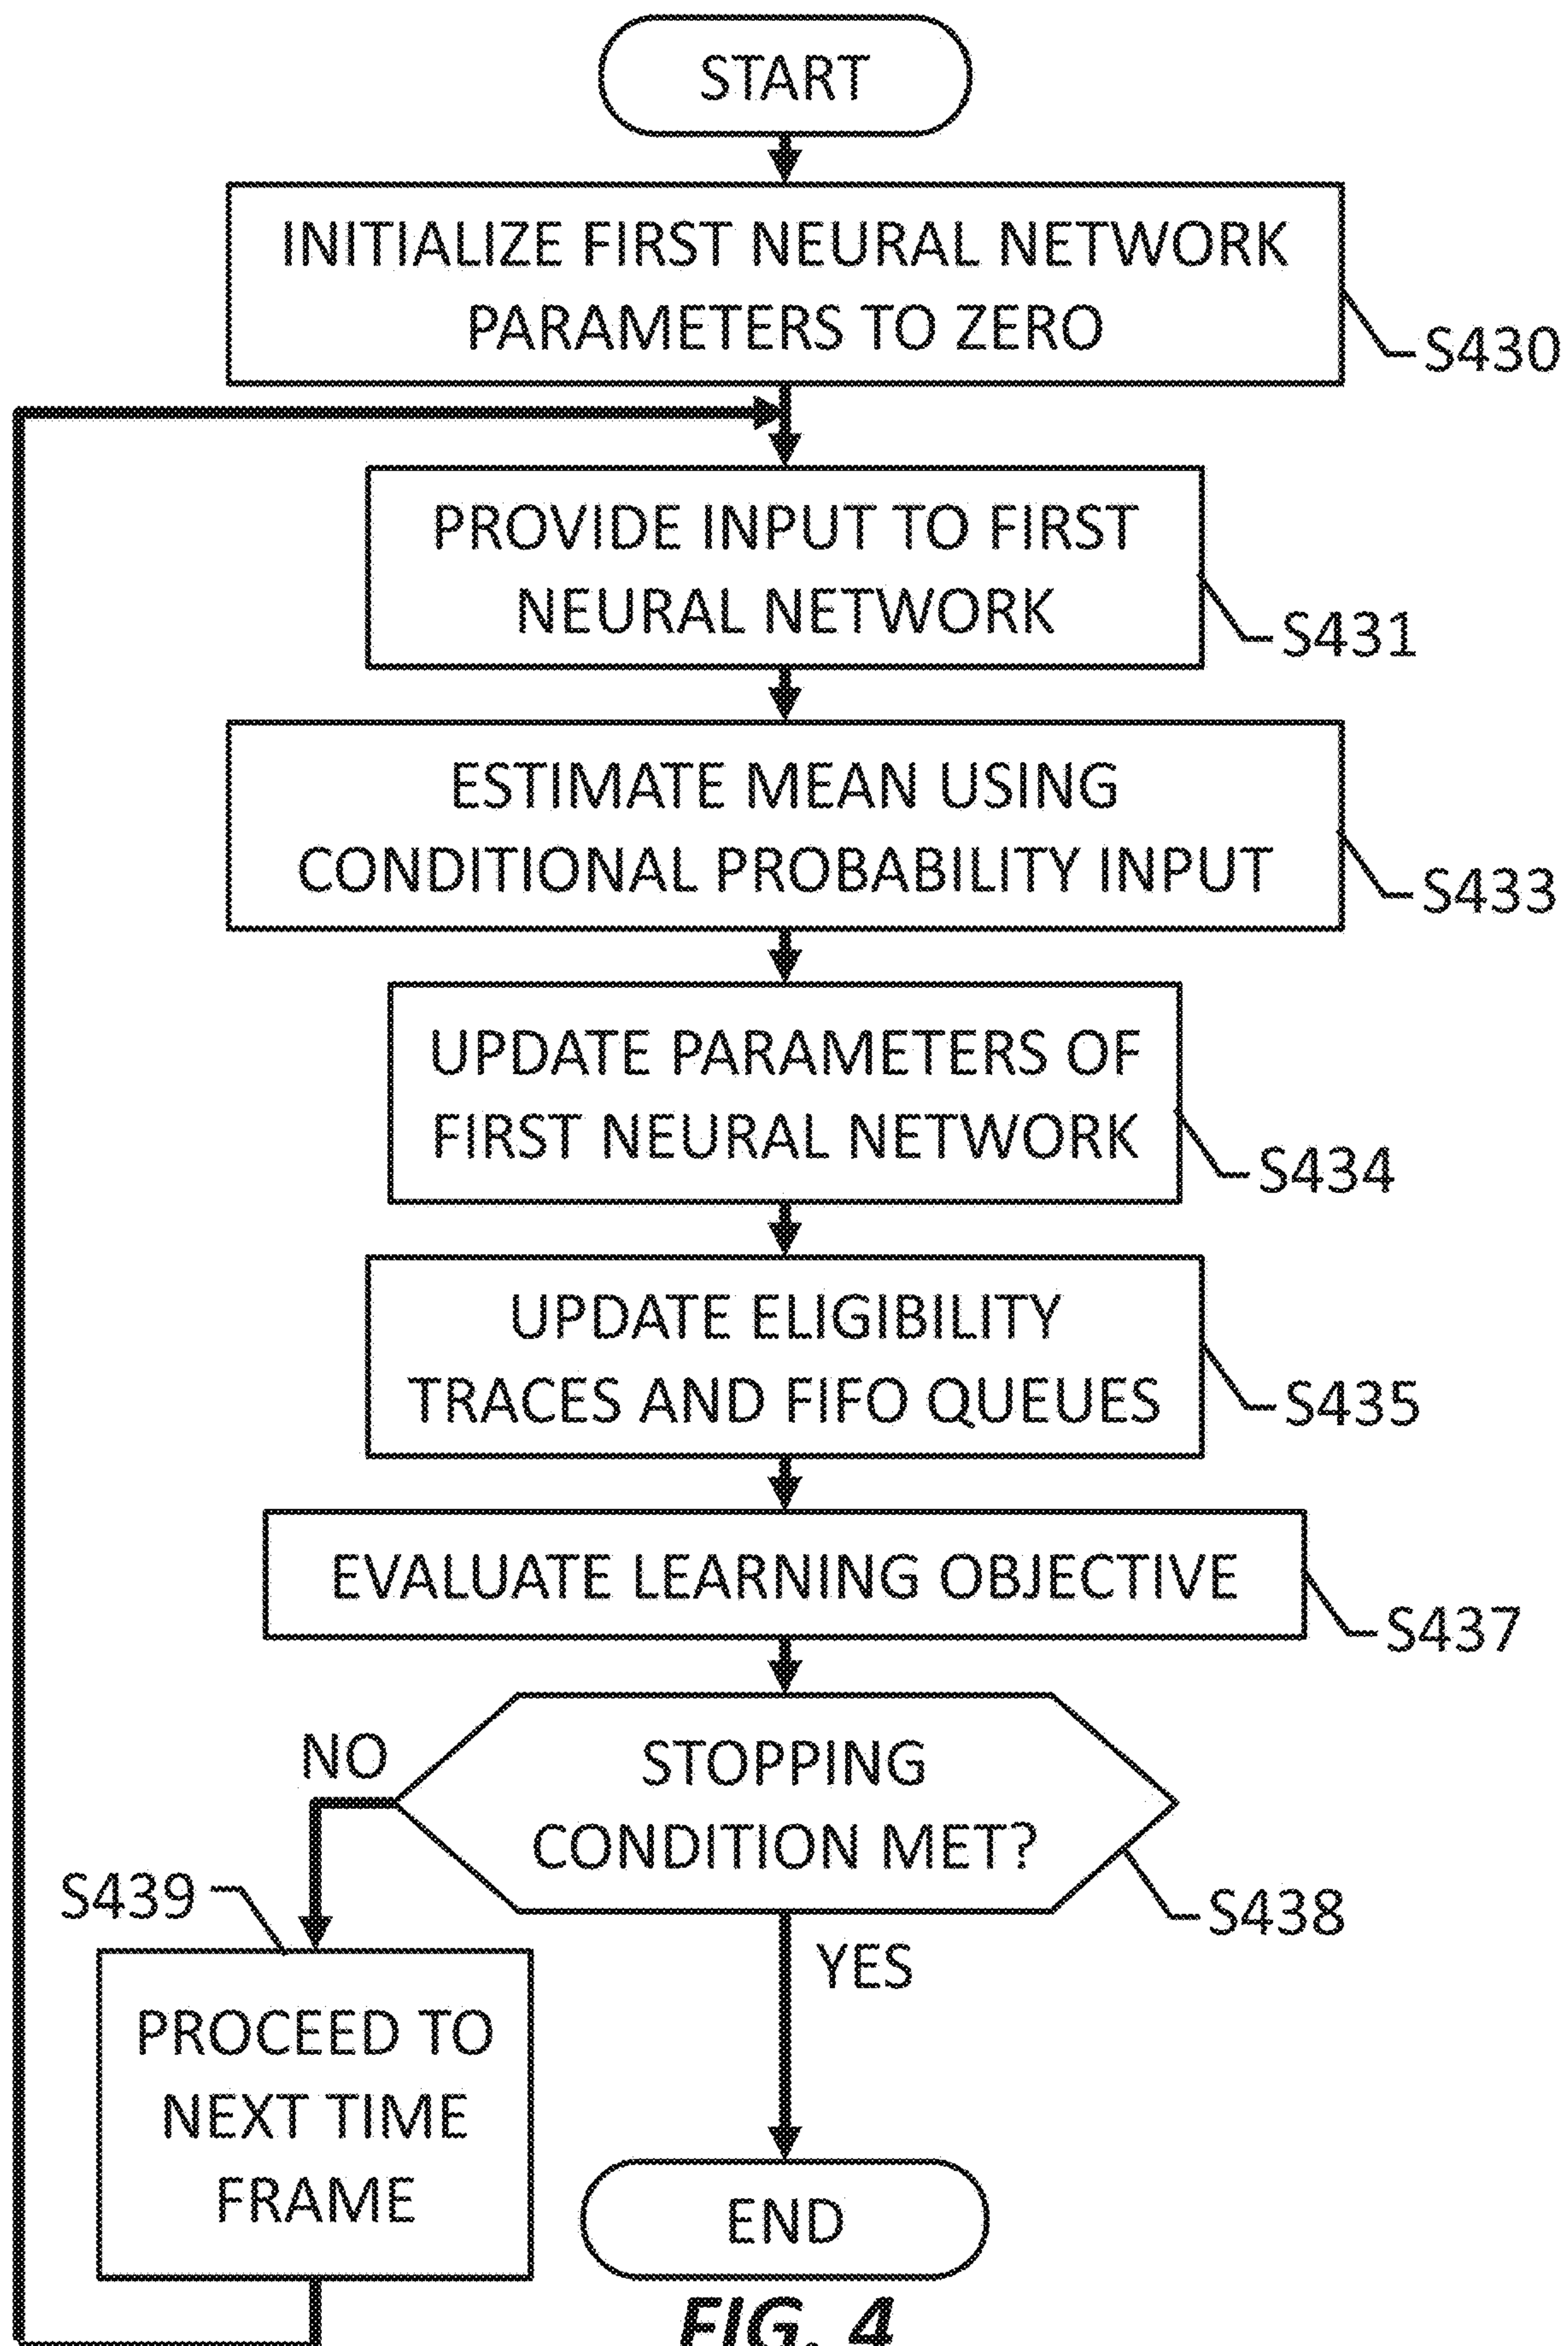 START
INITIALIZE FIRST NEURAL NETWORK
PARAMETERS TO ZERO
S430
PROVIDE INPUT TO FIRST
NEURAL NETWORK
S431
ESTIMATE MEAN USING
CONDITIONAL PROBABILITY INPUT
S433
UPDATE PARAMETERS OF
FIRST NEURAL NETWORK
S434
UPDATE ELIGIBILITY
TRACES AND FIFO QUEUES
S435
EVALUATE LEARNING OBJECTIVE
S437
STOPPING
CONDITION MET?
S438
NO
YES
S439
PROCEED TO
NEXT TIME
FRAME
END
FIG. 4